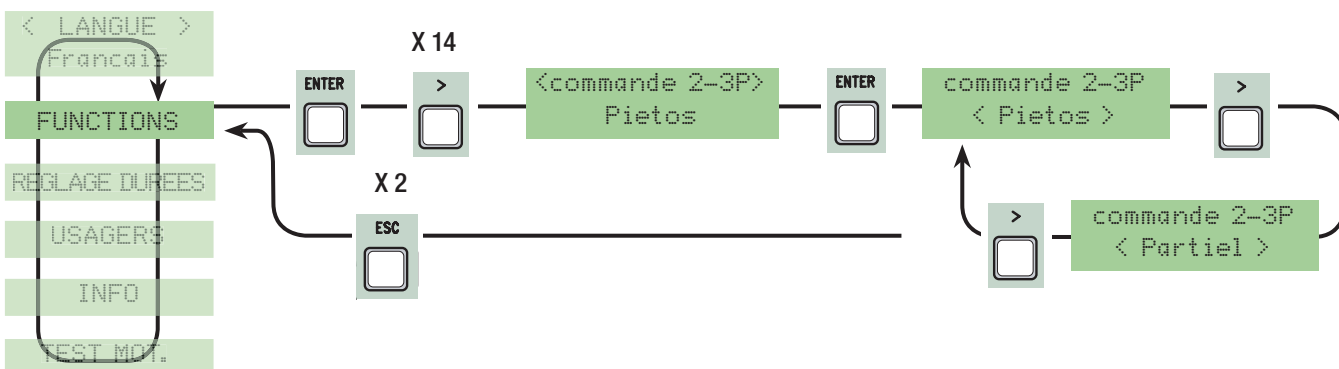 < LANGUE >
Francais
FUNCTIONS
REGLAGE DUREES
USAGERS
INFO
TEST MOT.
ENTER
X 14
>
<commande 2-3P>
Pietos
ENTER
commande 2-3P
< Pietos >
>
X 2
ESC
>
commande 2-3P
< Partiel >